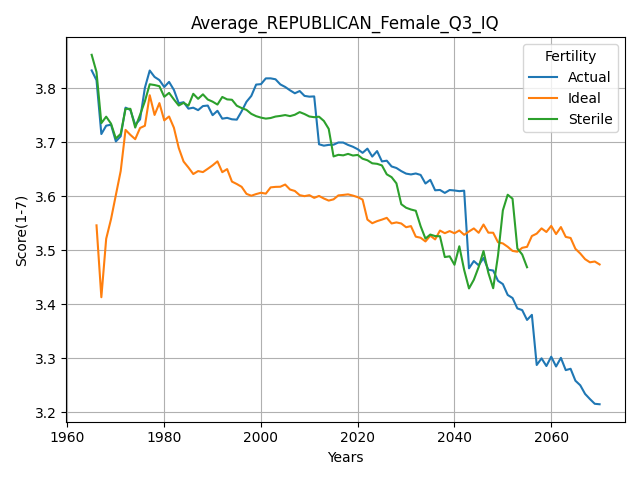 Average_REPUBLICAN_Female_Q3_IQ
Fertility
Actual
Ideal
Sterile
Score(1-7)
3.8
3.7
3.6
3.5
3.4
3.3
3.2
1960
1980
2000
2020
2040
2060
Years